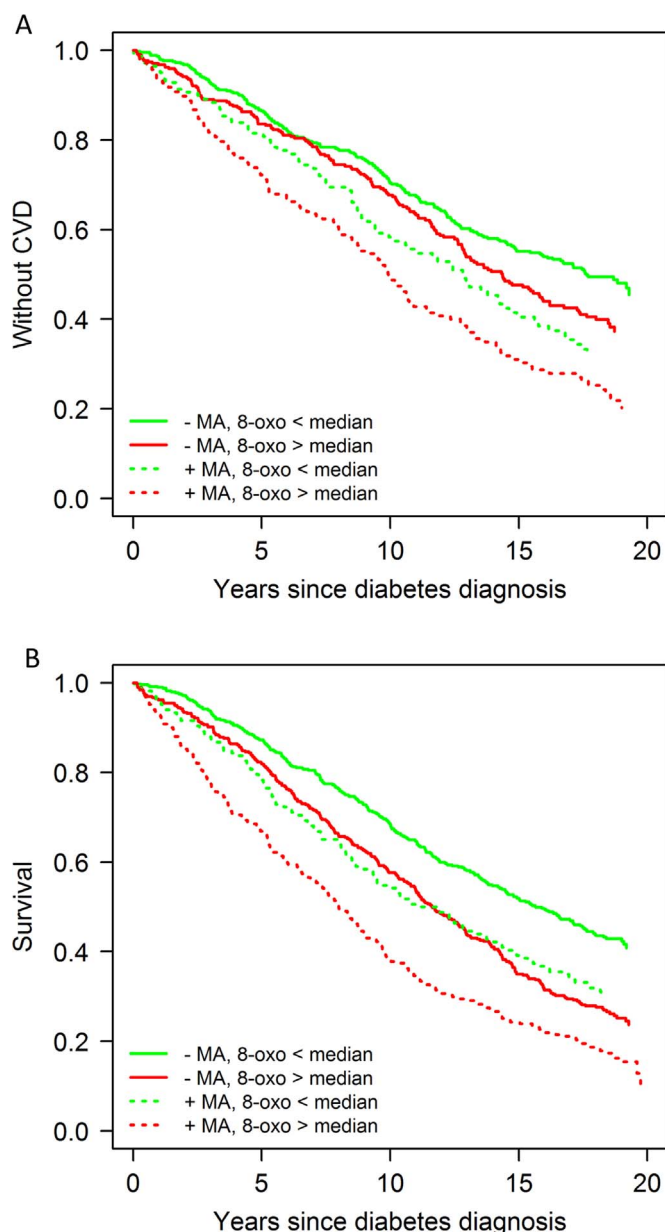 A
1.0
0.8
0.6
0.4
0.2
0.0
Without CVD
- MA, 8-oxo < median
- MA, 8-oxo > median
+ MA, 8-oxo < median
+ MA, 8-oxo > median
0 5 10 15 20
Years since diabetes diagnosis
B
1.0
0.8
0.6
0.4
0.2
0.0
Survival
- MA, 8-oxo < median
- MA, 8-oxo > median
+ MA, 8-oxo < median
+ MA, 8-oxo > median
0 5 10 15 20
Years since diabetes diagnosis